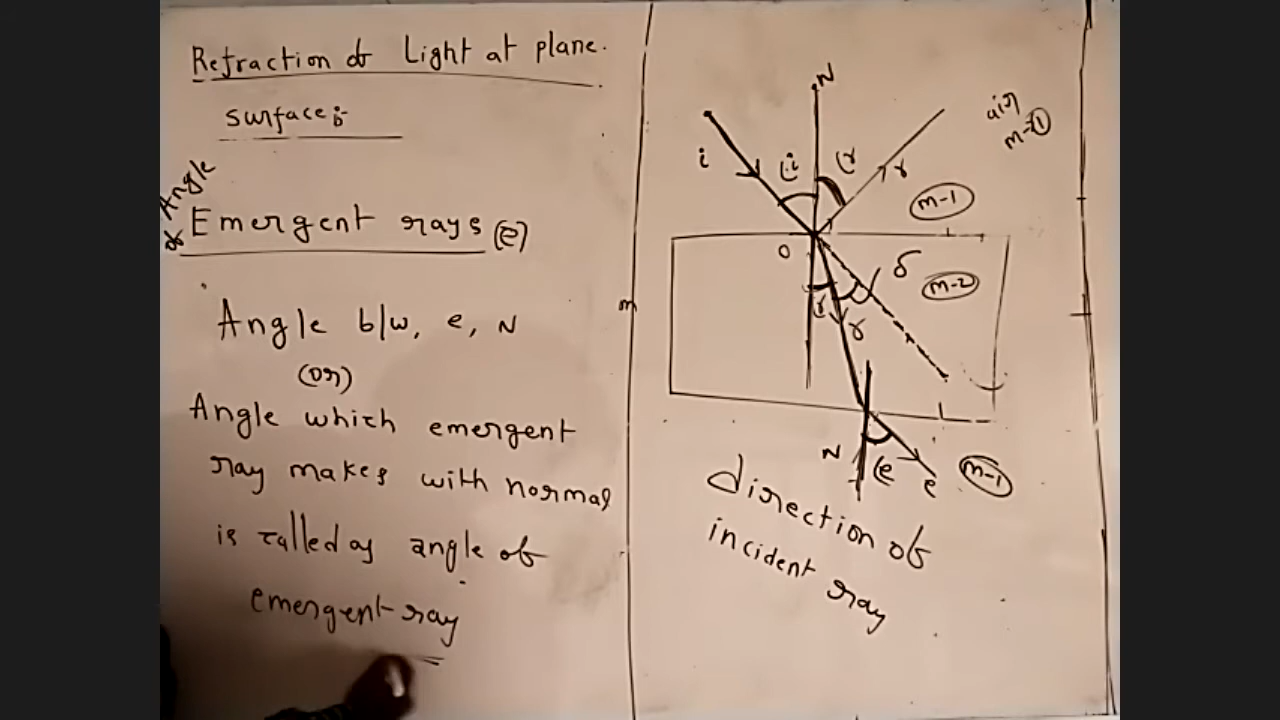 Refraction of Light at plane.
surface:-
* Angle
Emergent rays (e)
Angle b/w, e, N
(or)
Angle which emergent
ray makes with normal
is called as angle of
emergent ray
N
air
m-1
i
(i
(r
r
m-1
O
δ
m-2
m
(r
r
N
(e
e
m-1
direction of
incident ray